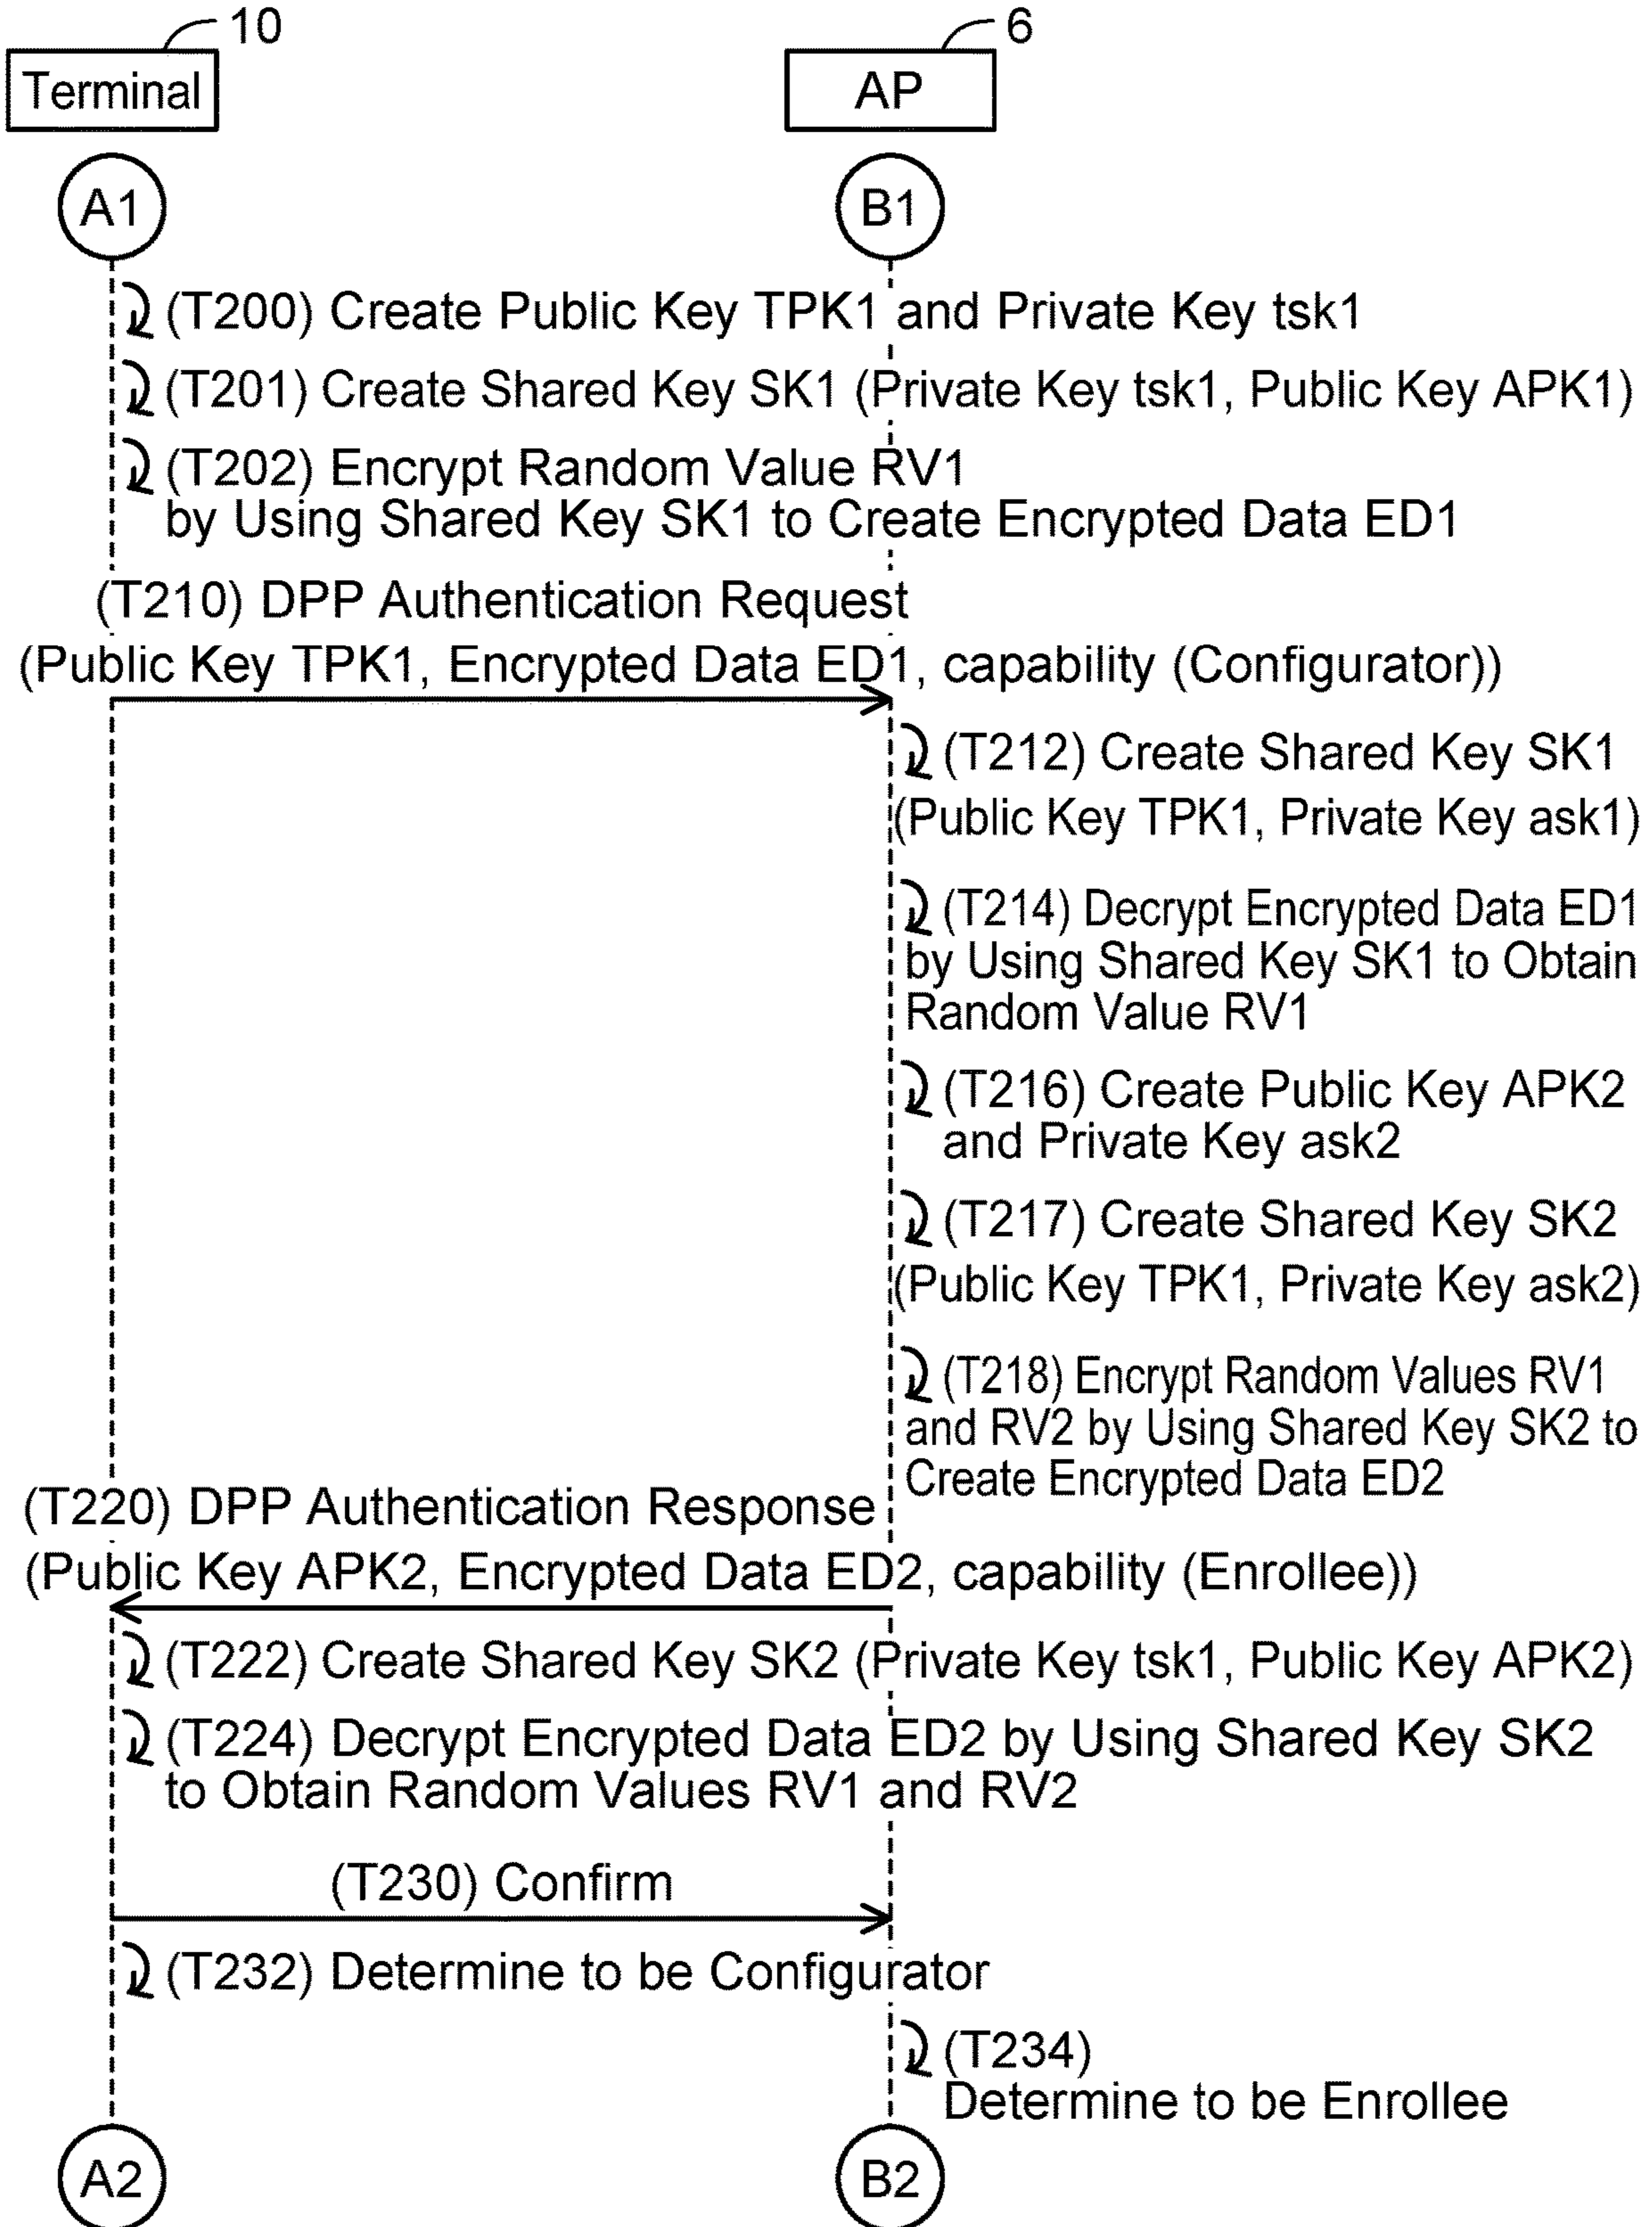 10
6
Terminal
AP
A1
B1
(T200) Create Public Key TPK1 and Private Key tsk1
(T201) Create Shared Key SK1 (Private Key tsk1, Public Key APK1)
(T202) Encrypt Random Value RV1
by Using Shared Key SK1 to Create Encrypted Data ED1
(T210) DPP Authentication Request
(Public Key TPK1, Encrypted Data ED1, capability (Configurator))
(T212) Create Shared Key SK1
(Public Key TPK1, Private Key ask1)
(T214) Decrypt Encrypted Data ED1
by Using Shared Key SK1 to Obtain
Random Value RV1
(T216) Create Public Key APK2
and Private Key ask2
(T217) Create Shared Key SK2
(Public Key TPK1, Private Key ask2)
(T218) Encrypt Random Values RV1
and RV2 by Using Shared Key SK2 to
Create Encrypted Data ED2
(T220) DPP Authentication Response
(Public Key APK2, Encrypted Data ED2, capability (Enrollee))
(T222) Create Shared Key SK2 (Private Key tsk1, Public Key APK2)
(T224) Decrypt Encrypted Data ED2 by Using Shared Key SK2
to Obtain Random Values RV1 and RV2
(T230) Confirm
(T232) Determine to be Configurator
(T234)
Determine to be Enrollee
A2
B2